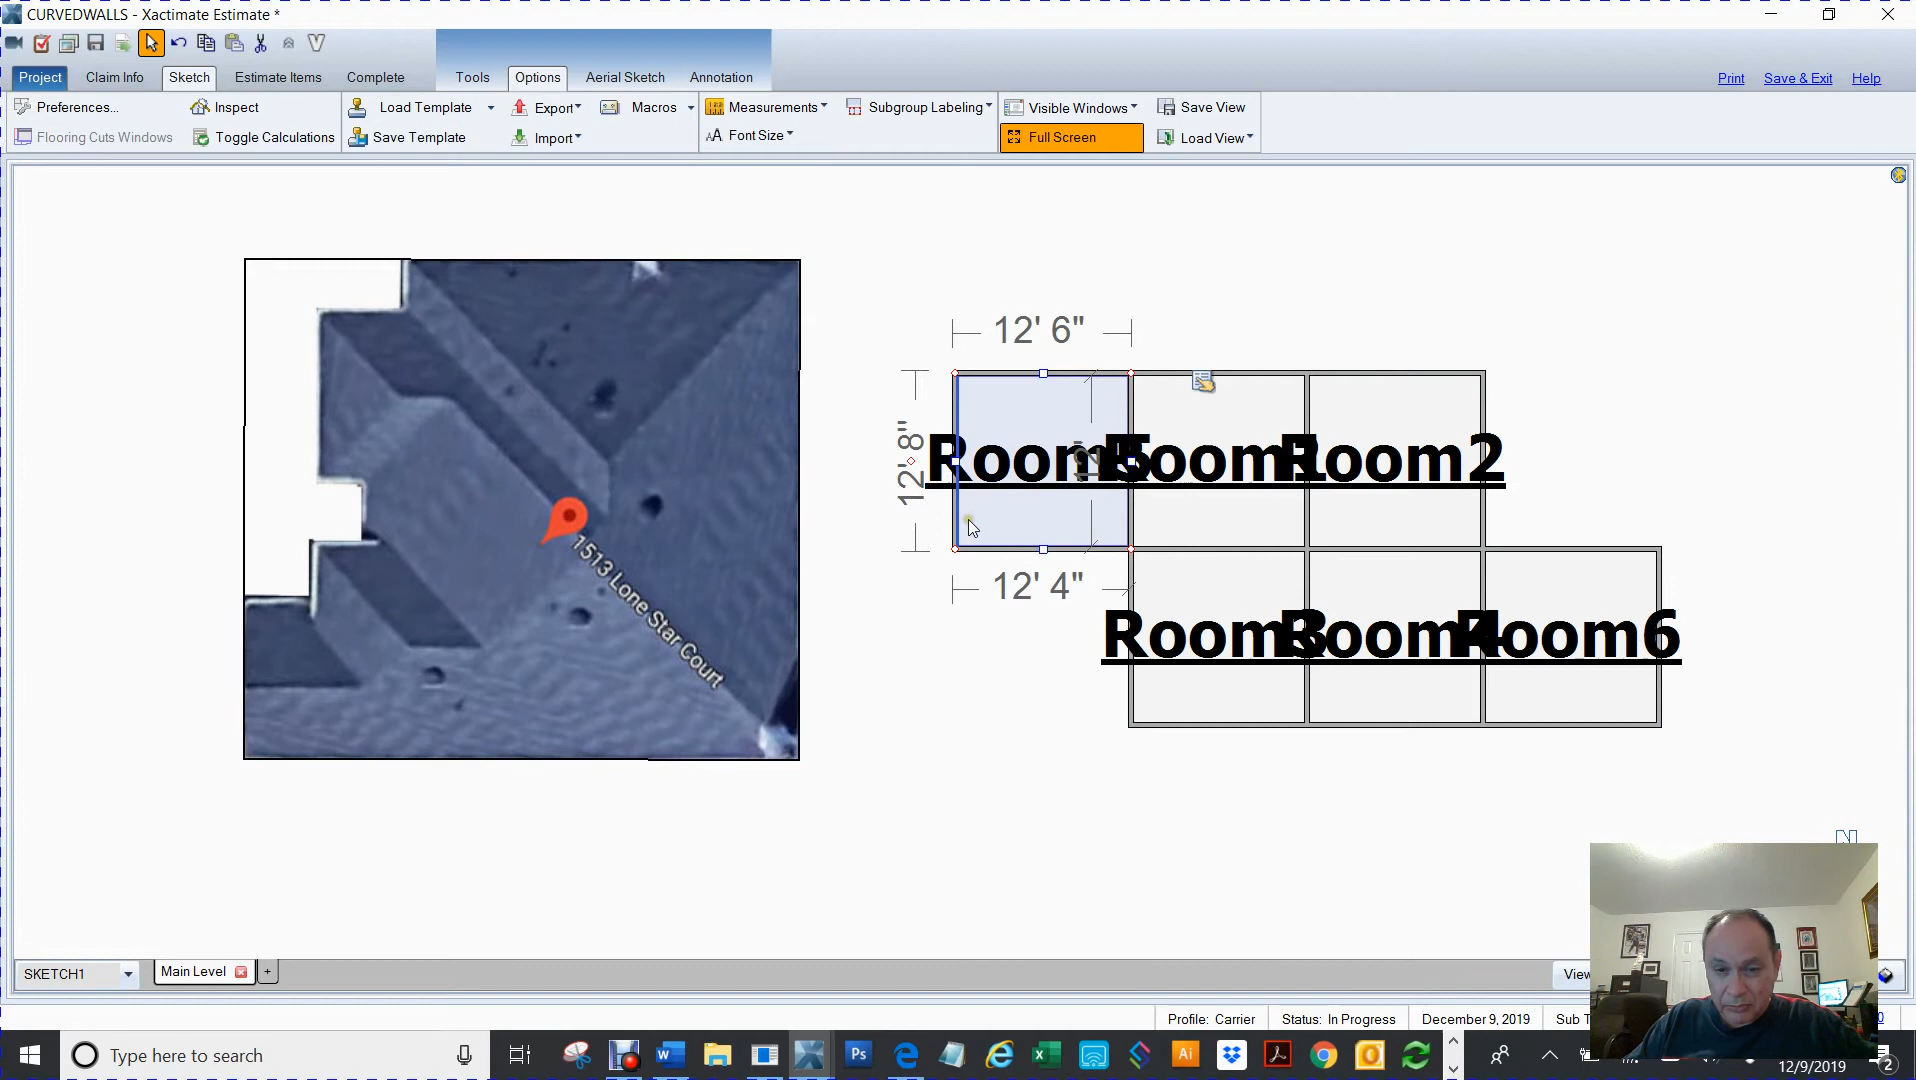 CURVEDWALLS - Xactimate Estimate *
Project Claim Info Sketch Estimate Items Complete Tools Options Aerial Sketch Annotation Print Save & Exit Help
Preferences... Inspect Load Template Export Macros Measurements Subgroup Labeling Visible Windows Save View
Flooring Cuts Windows Toggle Calculations Save Template Import Font Size Full Screen Load View
12' 6"
12' 8"
12'
Room2
12' 4"
Room6
1513 Lone Star Court
N
SKETCH1 Main Level +
Profile: Carrier Status: In Progress December 9, 2019
Type here to search
12/9/2019
2